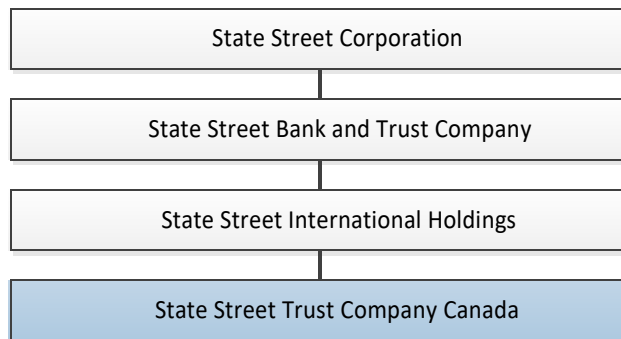 State Street Corporation
State Street Bank and Trust Company
State Street International Holdings
State Street Trust Company Canada